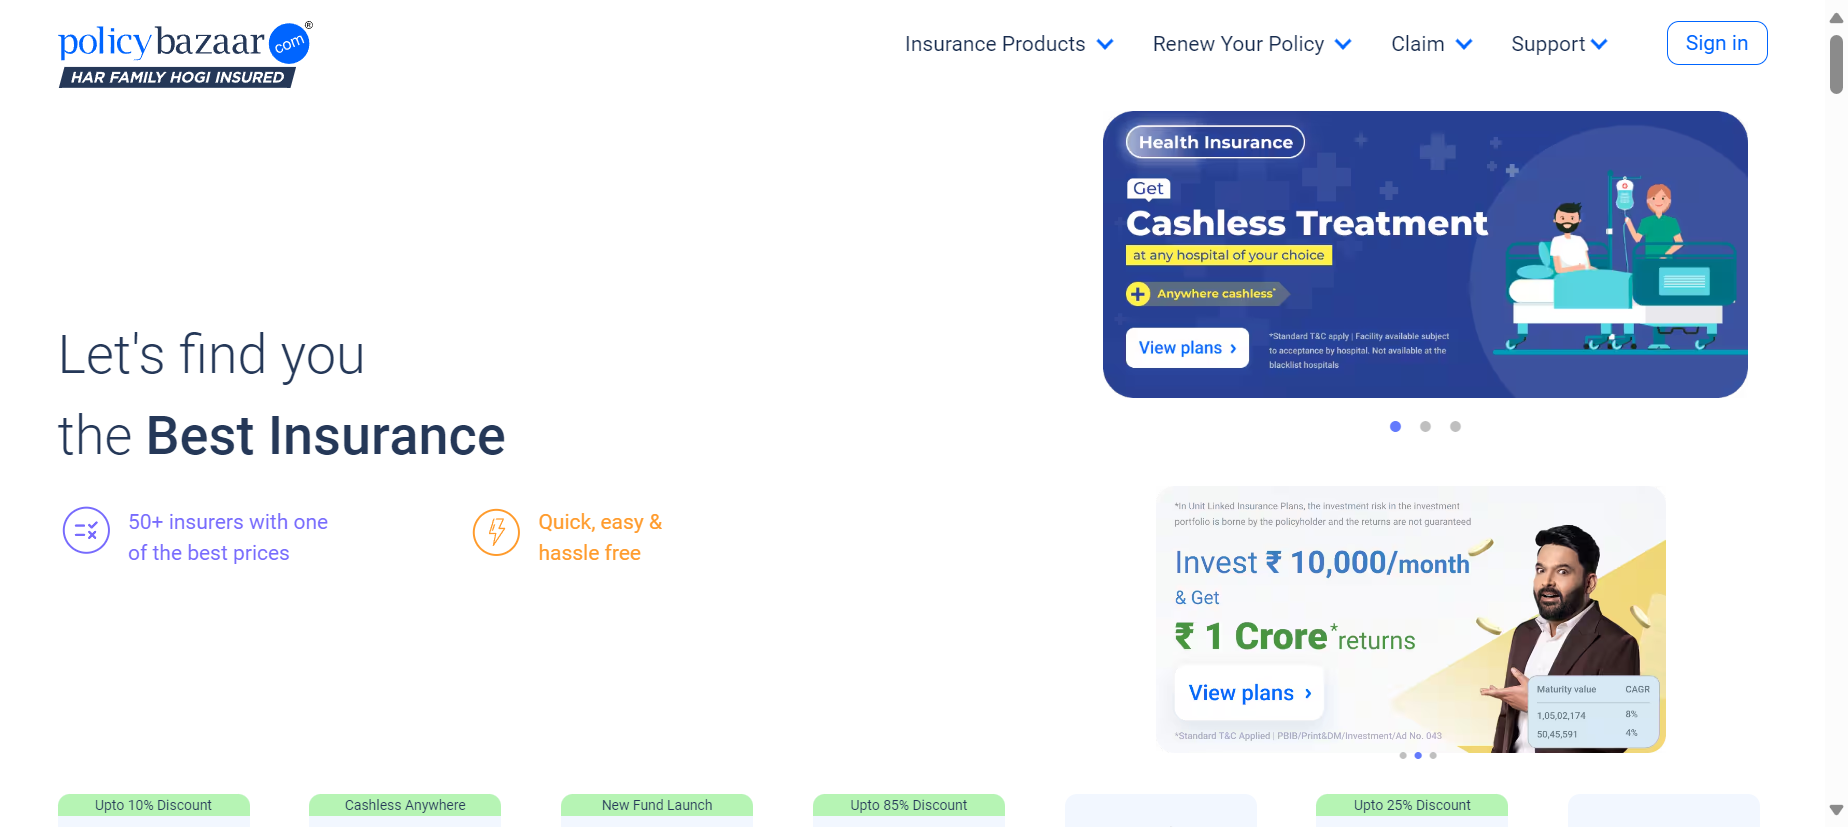 policybazaar.com®
HAR FAMILY HOGI INSURED
Insurance Products
Renew Your Policy
Claim
Support
Sign in
Let's find you
the Best Insurance
50+ insurers with one
of the best prices
Quick, easy &
hassle free
Health Insurance
Get
Cashless Treatment
at any hospital of your choice
Anywhere cashless*
View plans ›
*Standard T&C apply | Facility available subject
to acceptance by hospital. Not available at the
blacklist hospitals
*In Unit Linked Insurance Plans, the investment risk in the investment
portfolio is borne by the policyholder and the returns are not guaranteed
Invest ₹ 10,000/month
& Get
₹ 1 Crore* returns
View plans ›
Maturity value CAGR
1,05,02,174 8%
50,45,591 4%
*Standard T&C Applied | PBIB/Print&DM/Investment/Ad No. 043
Upto 10% Discount
Cashless Anywhere
New Fund Launch
Upto 85% Discount
Upto 25% Discount